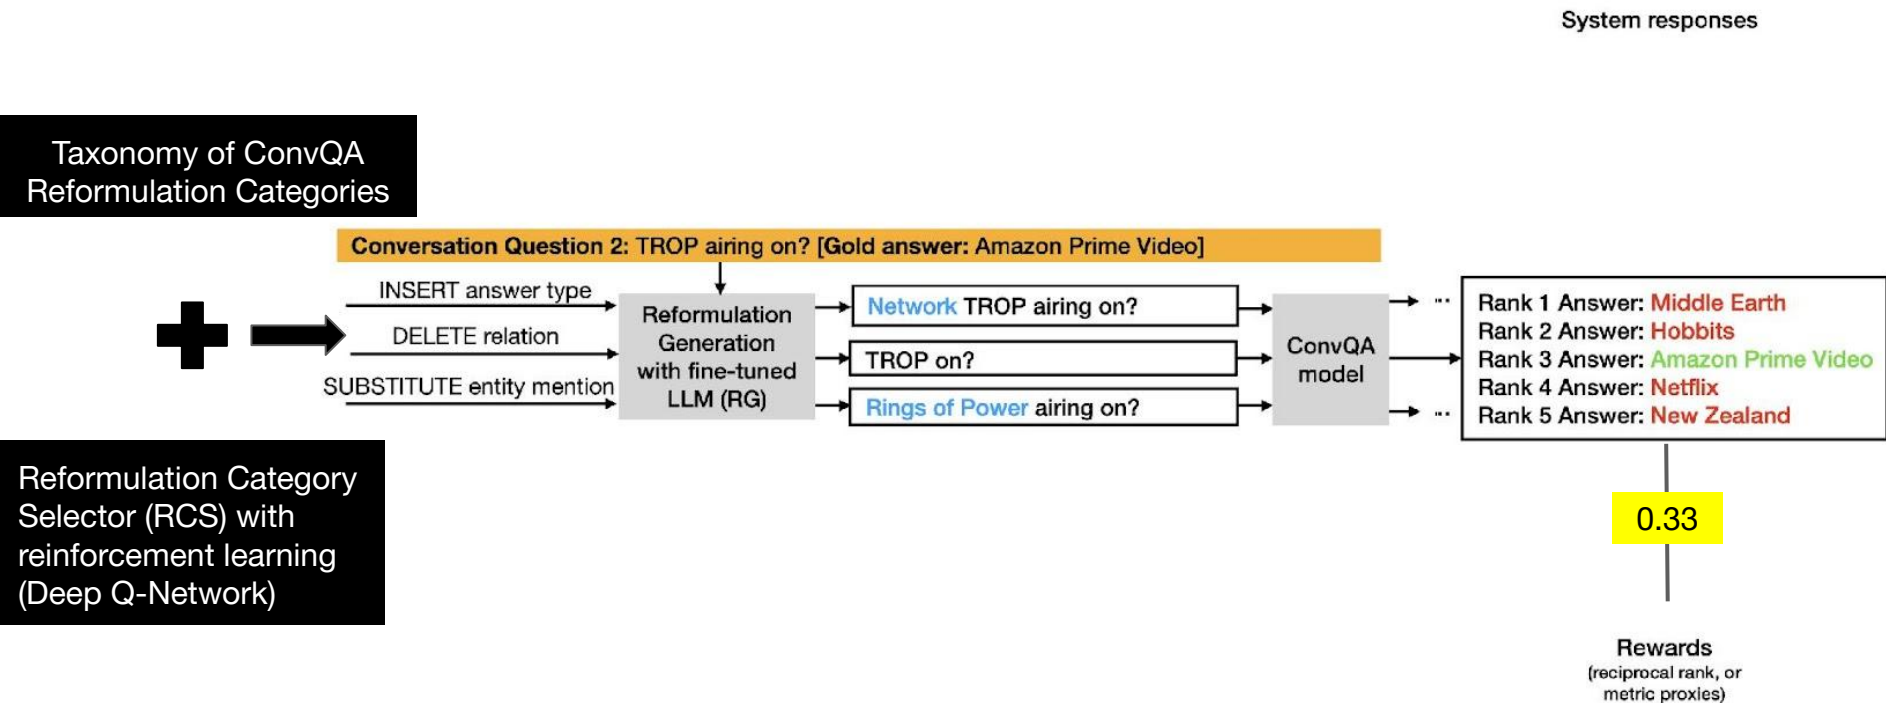 System responses
Taxonomy of ConvQA
Reformulation Categories
Conversation Question 2: TROP airing on? [Gold answer: Amazon Prime Video]
INSERT answer type
DELETE relation
SUBSTITUTE entity mention
Reformulation
Generation
with fine-tuned
LLM (RG)
Network TROP airing on?
TROP on?
Rings of Power airing on?
ConvQA
model
...
...
Rank 1 Answer: Middle Earth
Rank 2 Answer: Hobbits
Rank 3 Answer: Amazon Prime Video
Rank 4 Answer: Netflix
Rank 5 Answer: New Zealand
Reformulation Category
Selector (RCS) with
reinforcement learning
(Deep Q-Network)
0.33
Rewards
(reciprocal rank, or
metric proxies)